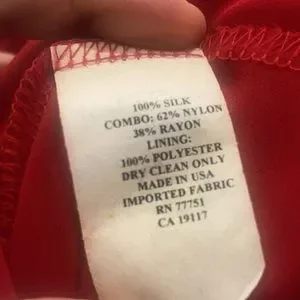 100% SILK
COMBO: 62% NYLON
38% RAYON
LINING:
100% POLYESTER
DRY CLEAN ONLY
MADE IN USA
IMPORTED FABRIC
RN 77751
CA 19117